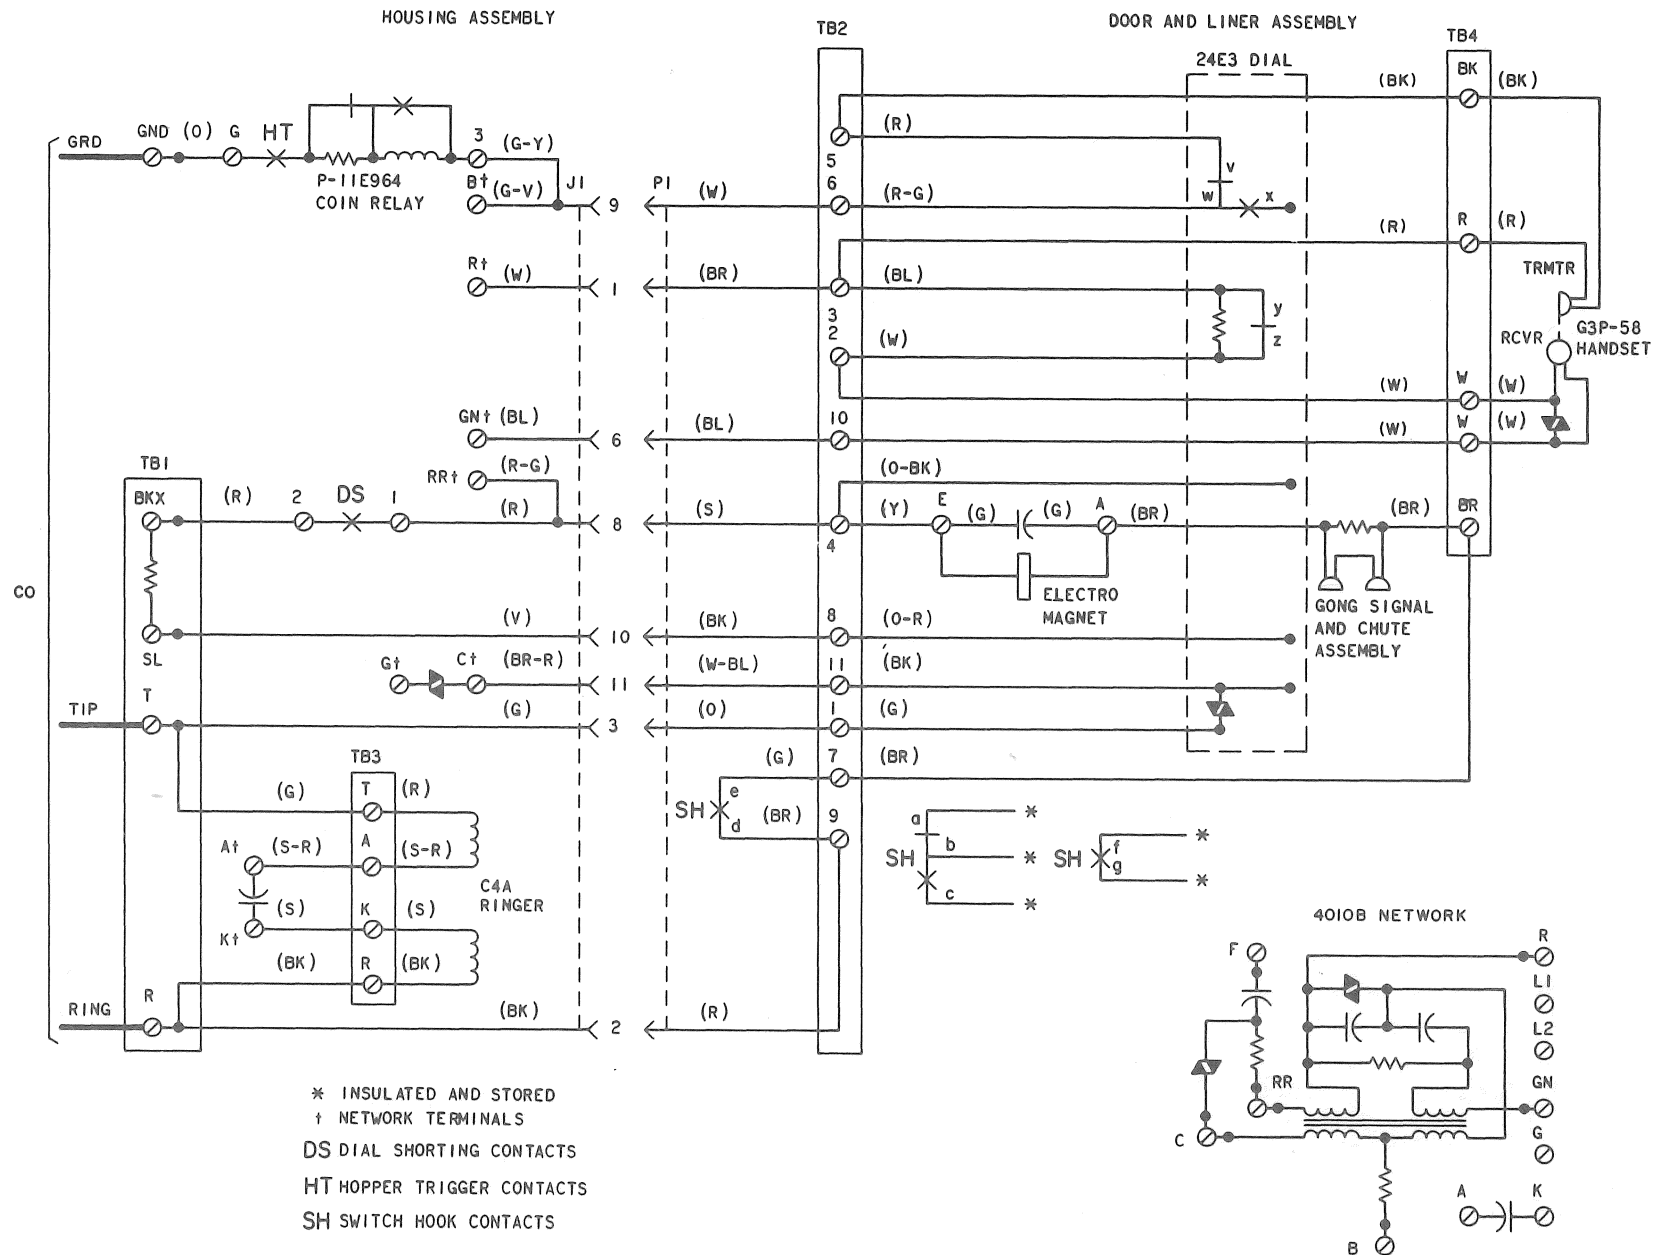 HOUSING ASSEMBLY
DOOR AND LINER ASSEMBLY
TB2
TB4
24E3 DIAL
BK
(BK)
(BK)
GRD
GND (O) G HT
3 (G-Y)
P-11E964
COIN RELAY
B† (G-V)
J1
9
P1
(W)
5
6
(R)
(R-G)
v
w
x
(R)
R
(R)
TRMTR
R† (W)
1
(BR)
(BL)
3
2
(W)
y
z
RCVR
G3P-58
HANDSET
(W)
W
(W)
GN† (BL)
6
(BL)
10
(W)
W
(W)
TB1
RR† (R-G)
(O-BK)
BKX
(R)
2 DS 1
(R)
8
(S)
4
(Y)
E
(G)
(G)
A
(BR)
(BR)
BR
ELECTRO
MAGNET
GONG SIGNAL
AND CHUTE
ASSEMBLY
CO
SL
(V)
10
(BK)
8
(O-R)
G†
C† (BR-R)
11
(W-BL)
11
(BK)
TIP
T
(G)
3
(O)
1
(G)
TB3
(G)
7
(BR)
(G)
T
(R)
SH
e
d
(BR)
9
A†
(S-R)
A
(S-R)
C4A
RINGER
K†
(S)
K
(S)
(BK)
R
(BK)
RING
R
(BK)
2
(R)
SH
a
b
c
*
*
*
SH
f
g
*
*
4010B NETWORK
F
R
L1
L2
GN
G
RR
C
A
K
B
* INSULATED AND STORED
† NETWORK TERMINALS
DS DIAL SHORTING CONTACTS
HT HOPPER TRIGGER CONTACTS
SH SWITCH HOOK CONTACTS